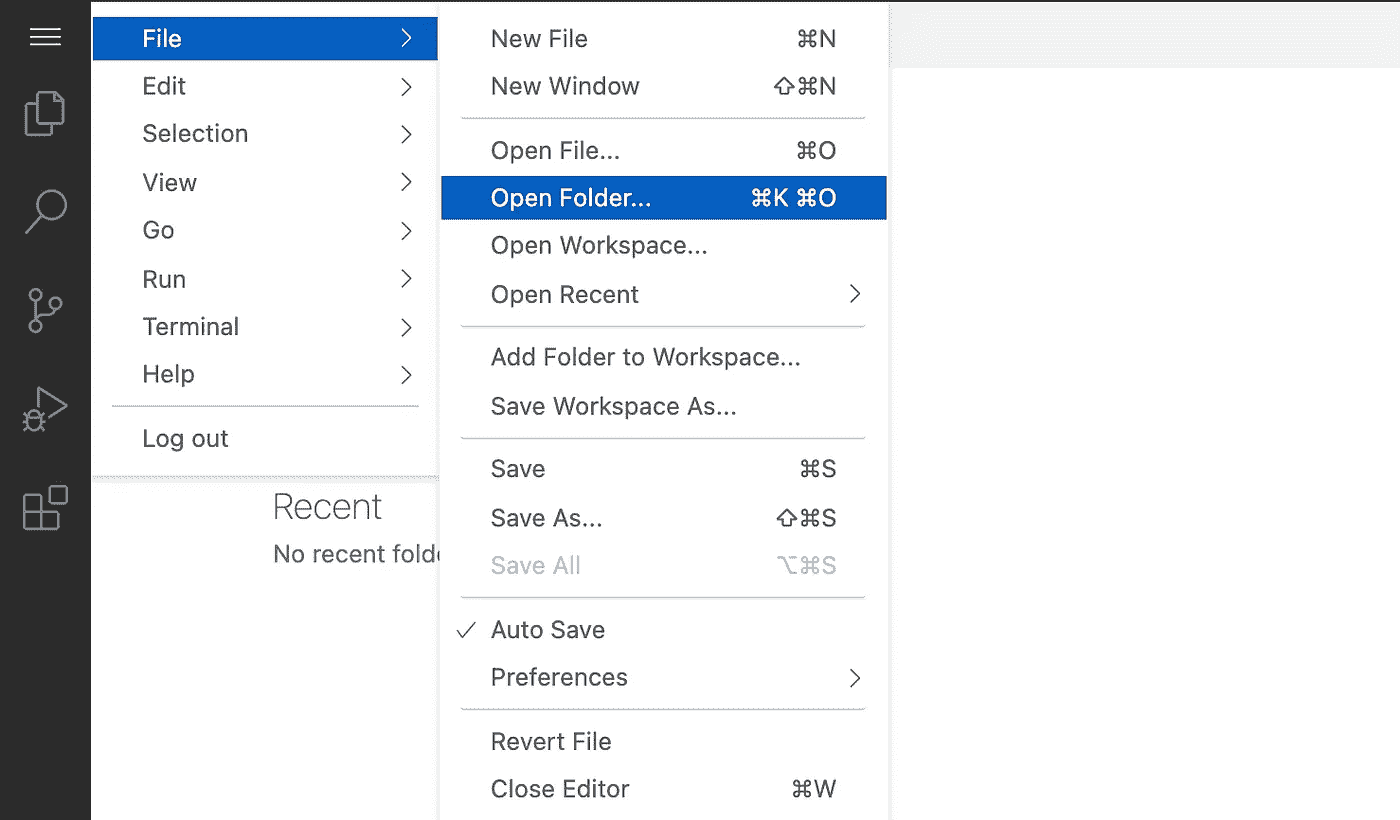 File
Edit
Selection
View
Go
Run
Terminal
Help
Log out
Recent
No recent folde
New File ⌘N
New Window ⇧⌘N
Open File... ⌘O
Open Folder... ⌘K ⌘O
Open Workspace...
Open Recent
Add Folder to Workspace...
Save Workspace As...
Save ⌘S
Save As... ⇧⌘S
Save All ⌥⌘S
Auto Save
Preferences
Revert File
Close Editor ⌘W